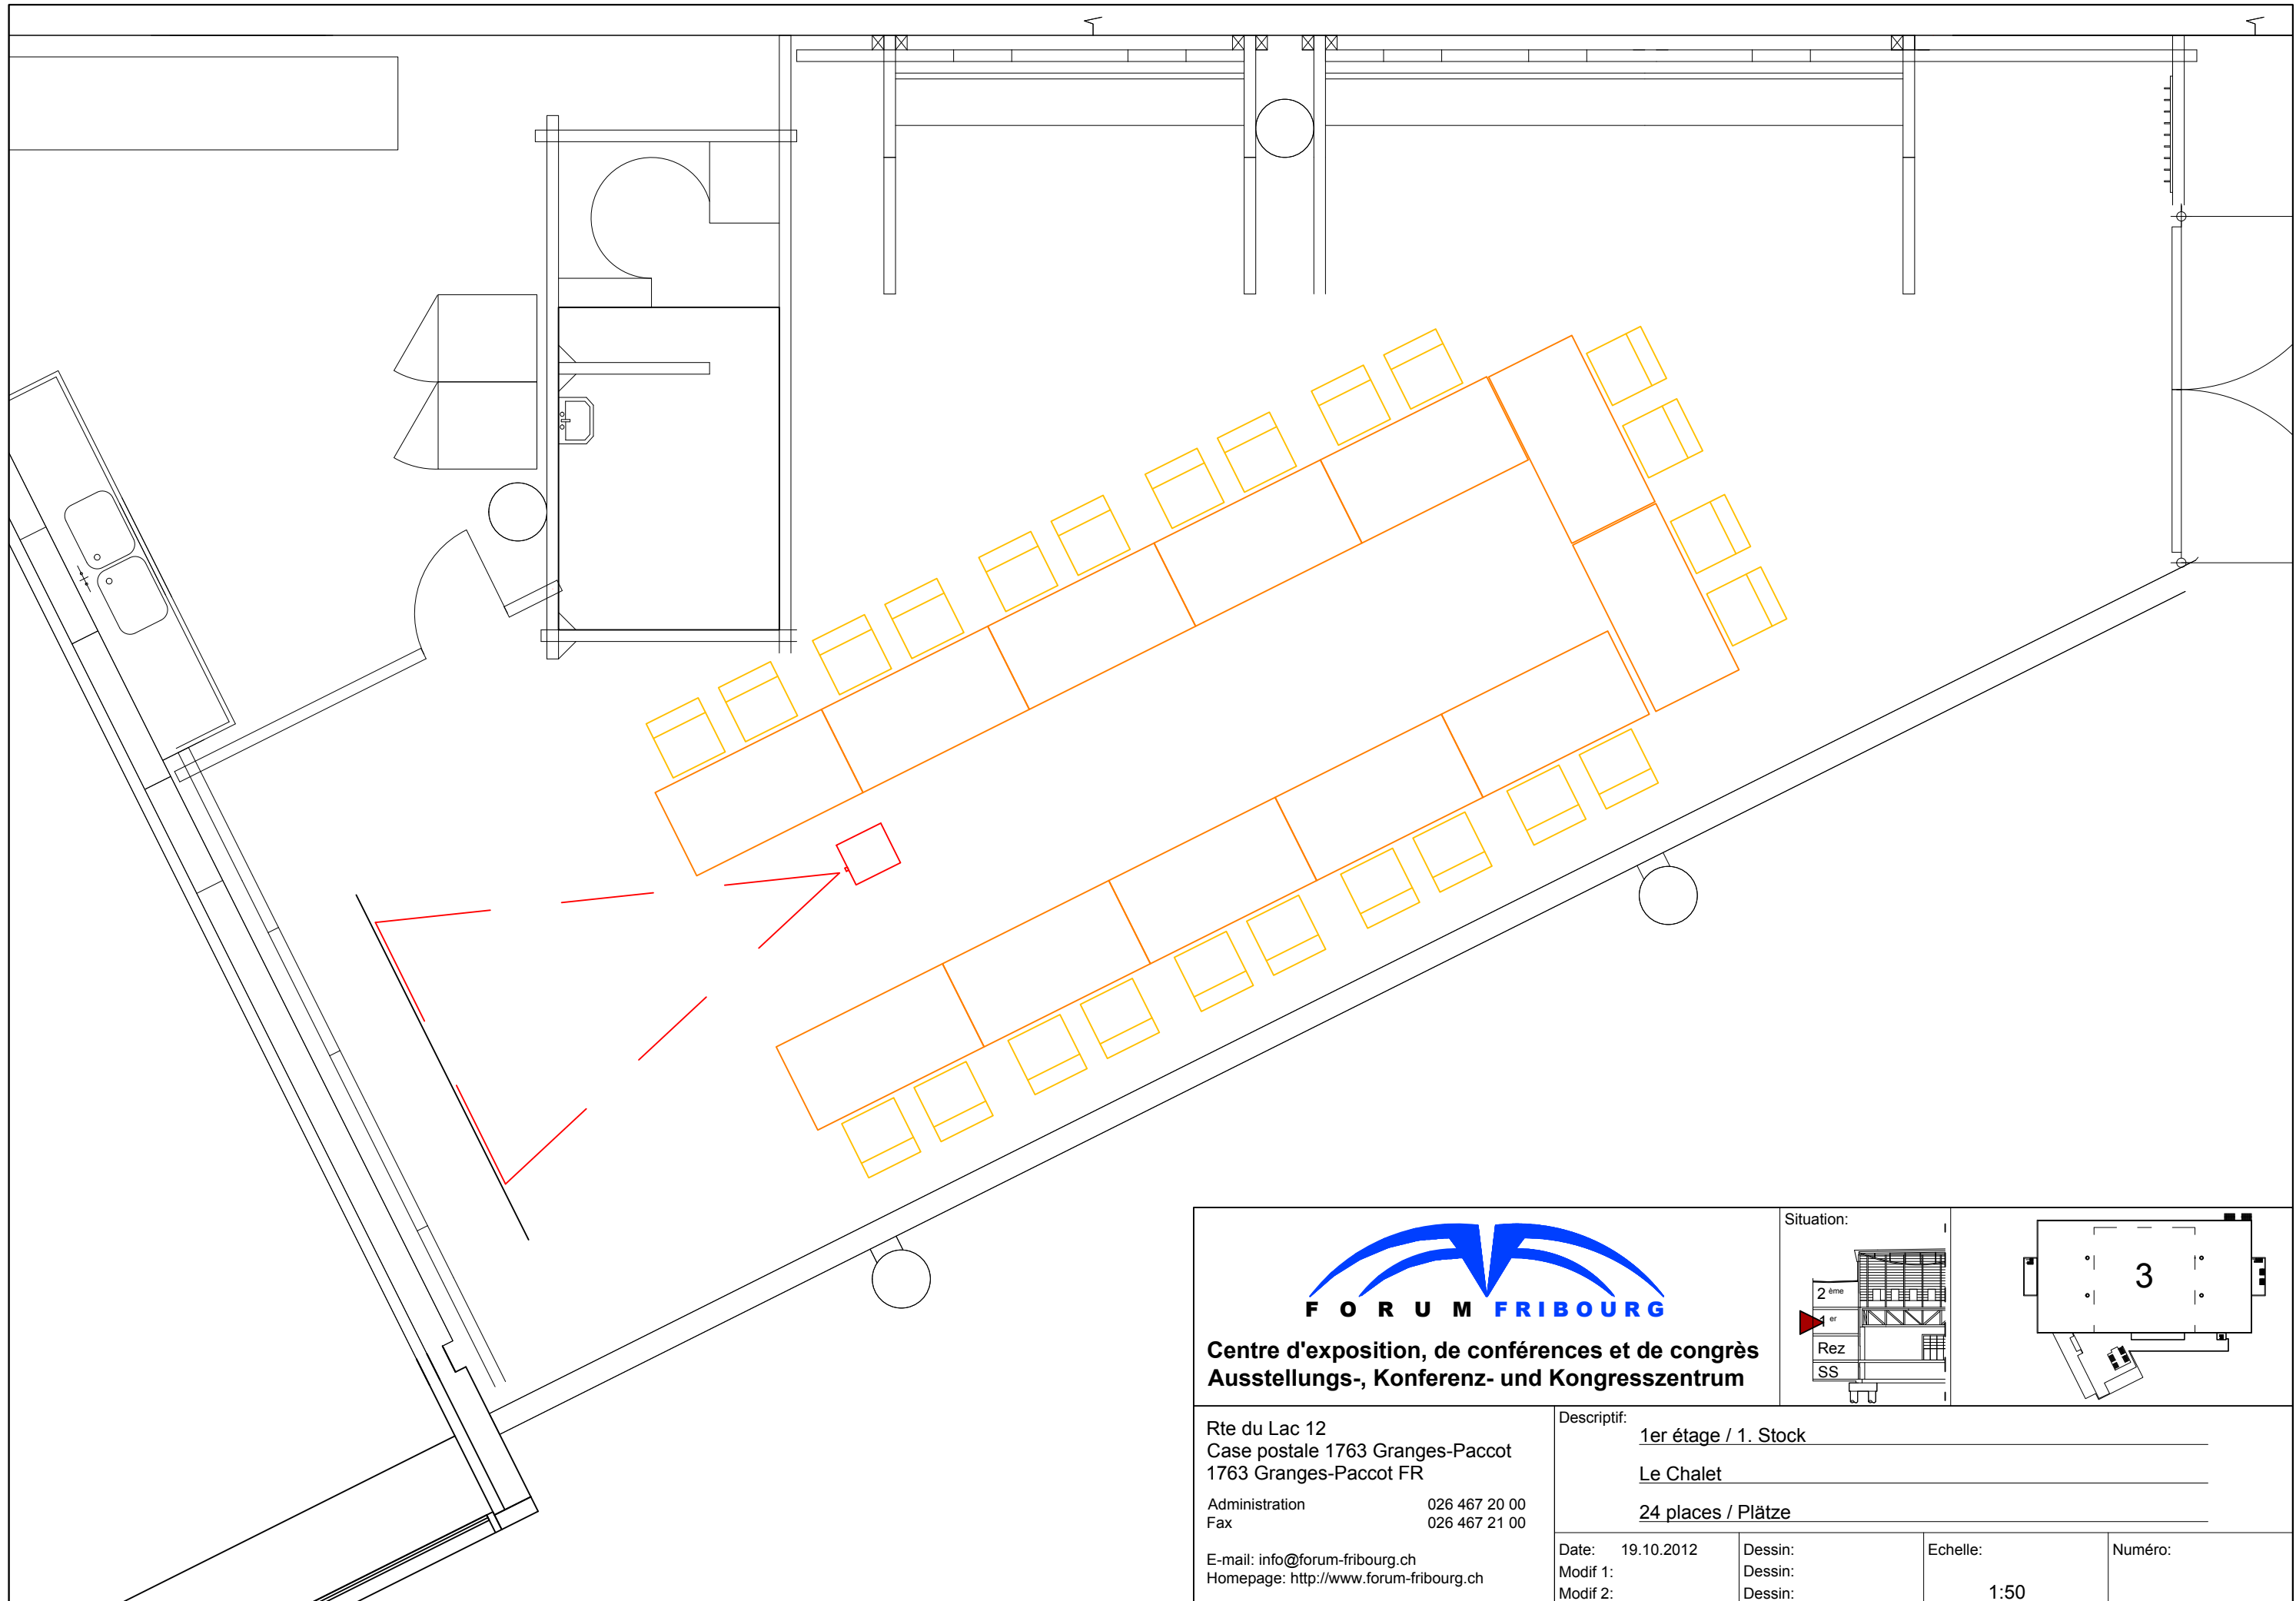 FORUM FRIBOURG
Centre d'exposition, de conférences et de congrès
Ausstellungs-, Konferenz- und Kongresszentrum
Situation:
2 ème
1 er
Rez
SS
3
Rte du Lac 12
Case postale 1763 Granges-Paccot
1763 Granges-Paccot FR
Administration 026 467 20 00
Fax 026 467 21 00
E-mail: info@forum-fribourg.ch
Homepage: http://www.forum-fribourg.ch
Descriptif:
1er étage / 1. Stock
Le Chalet
24 places / Plätze
Date: 19.10.2012
Modif 1:
Modif 2:
Dessin:
Dessin:
Dessin:
Echelle:
1:50
Numéro: